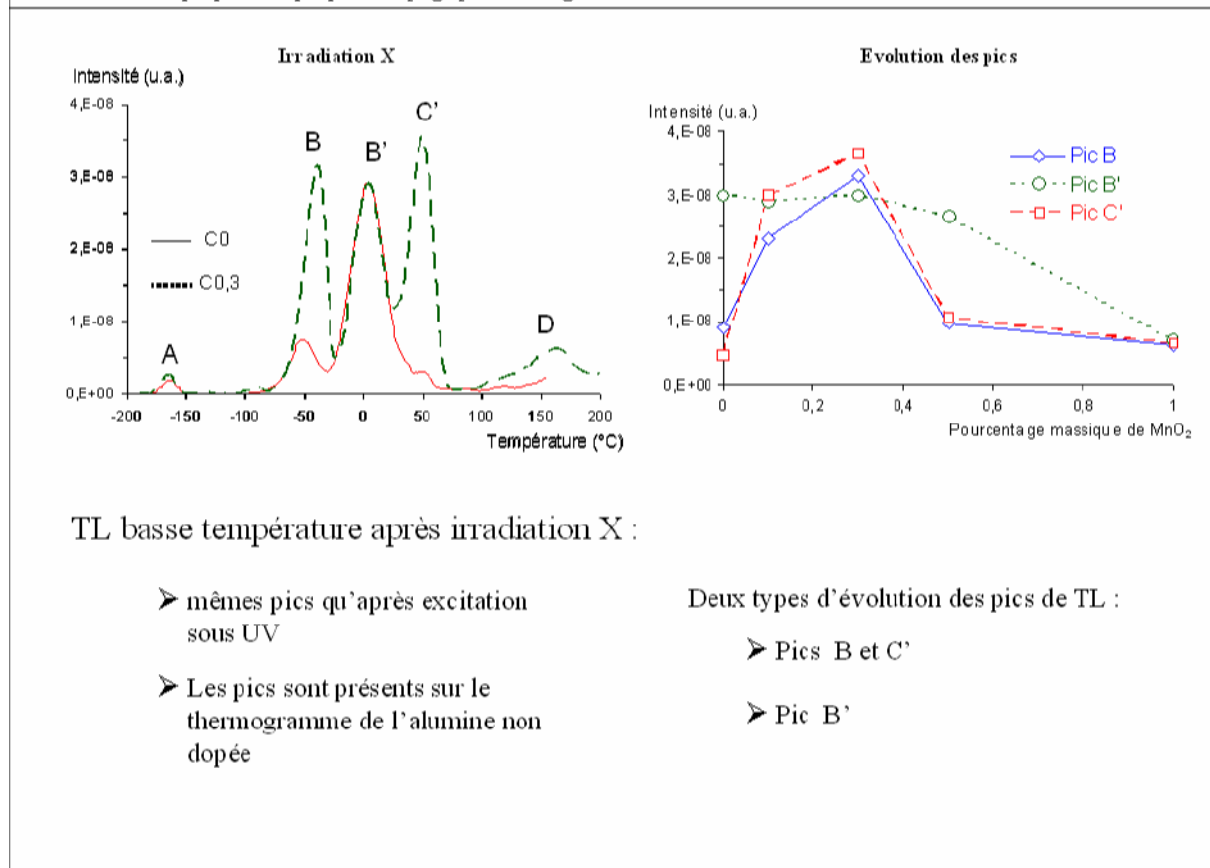 Irradiation X
Intensité (u.a.)
4,E-08
3,E-08
2,E-08
1,E-08
0,E+00
A
B
B'
C'
D
C0
C0,3
-200 -150 -100 -50 0 50 100 150 200
Température (°C)
Evolution des pics
Intensité (u.a.)
4,E-08
3,E-08
2,E-08
1,E-08
0,E+00
Pic B
Pic B'
Pic C'
0 0,2 0,4 0,6 0,8 1
Pourcentage massique de MnO₂
TL basse température après irradiation X :
➤ mêmes pics qu'après excitation
sous UV
➤ Les pics sont présents sur le
thermogramme de l'alumine non
dopée
Deux types d'évolution des pics de TL :
➤ Pics B et C'
➤ Pic B'